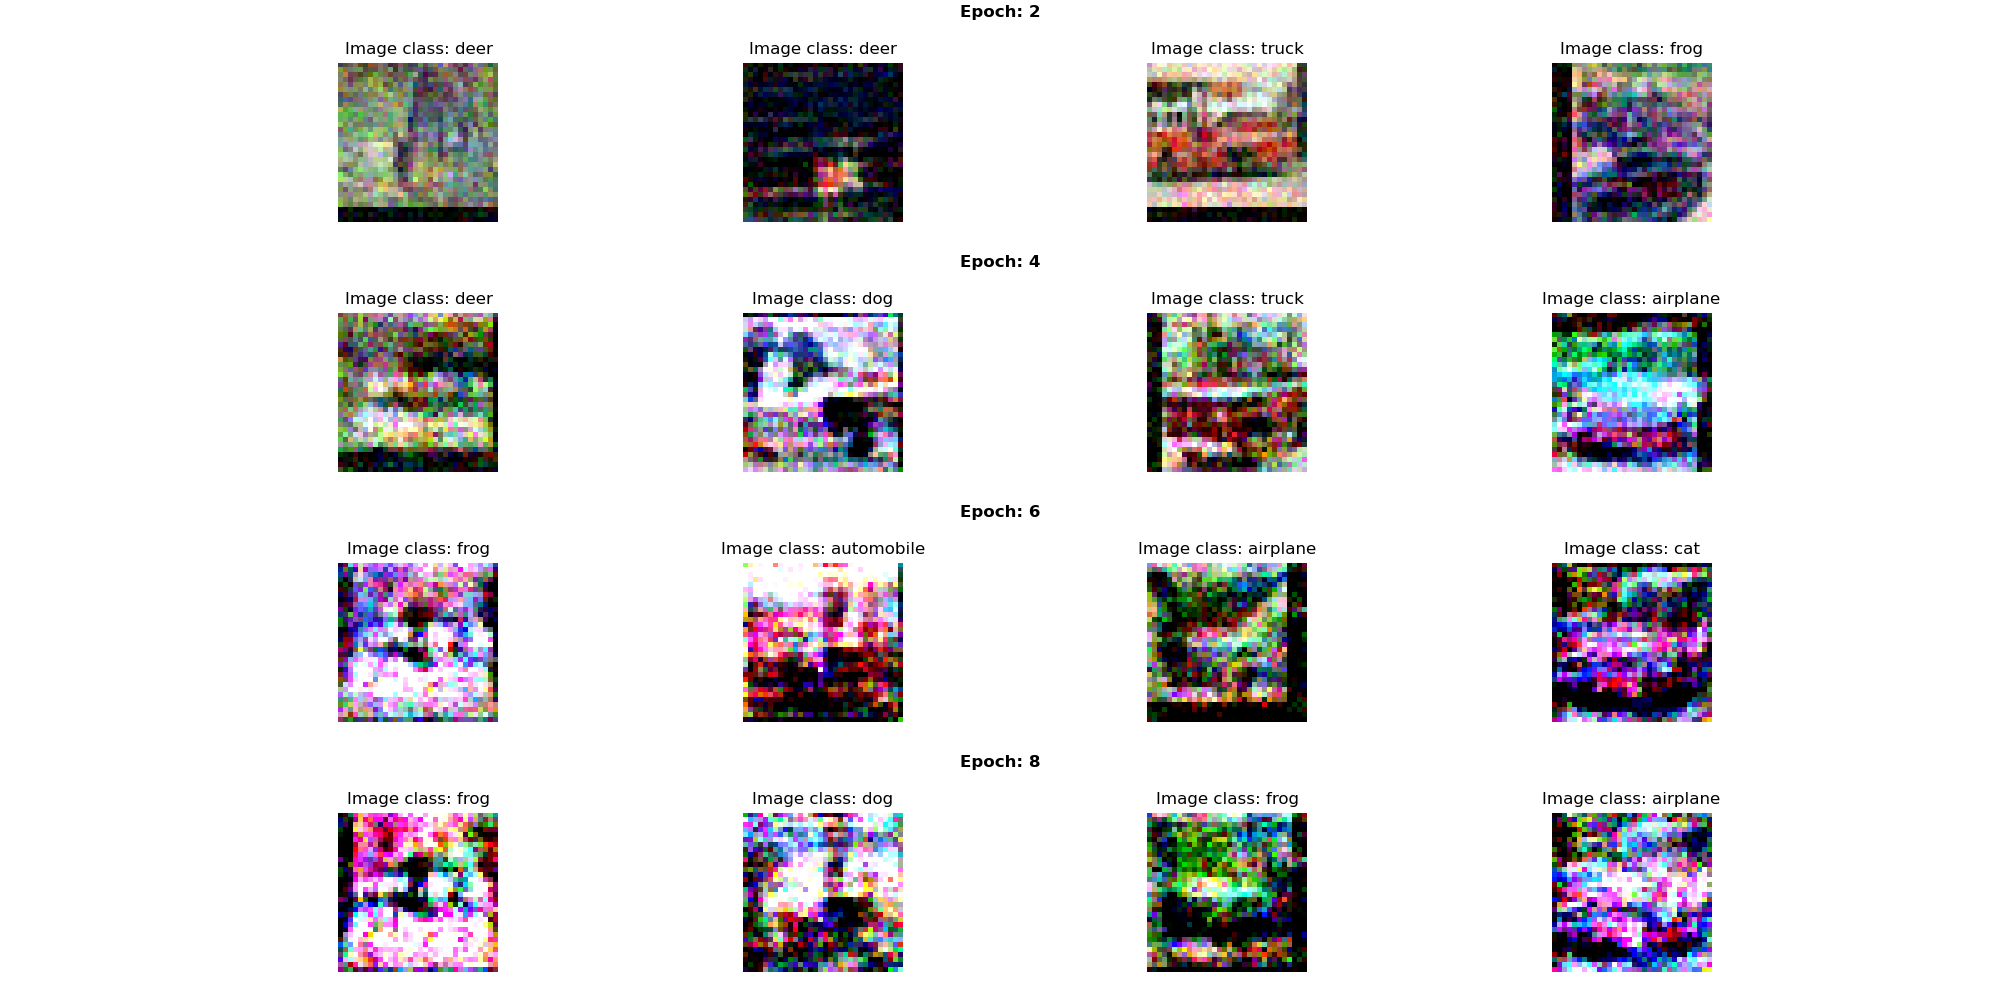 Epoch: 2
Image class: deer
Image class: deer
Image class: truck
Image class: frog
Epoch: 4
Image class: deer
Image class: dog
Image class: truck
Image class: airplane
Epoch: 6
Image class: frog
Image class: automobile
Image class: airplane
Image class: cat
Epoch: 8
Image class: frog
Image class: dog
Image class: frog
Image class: airplane